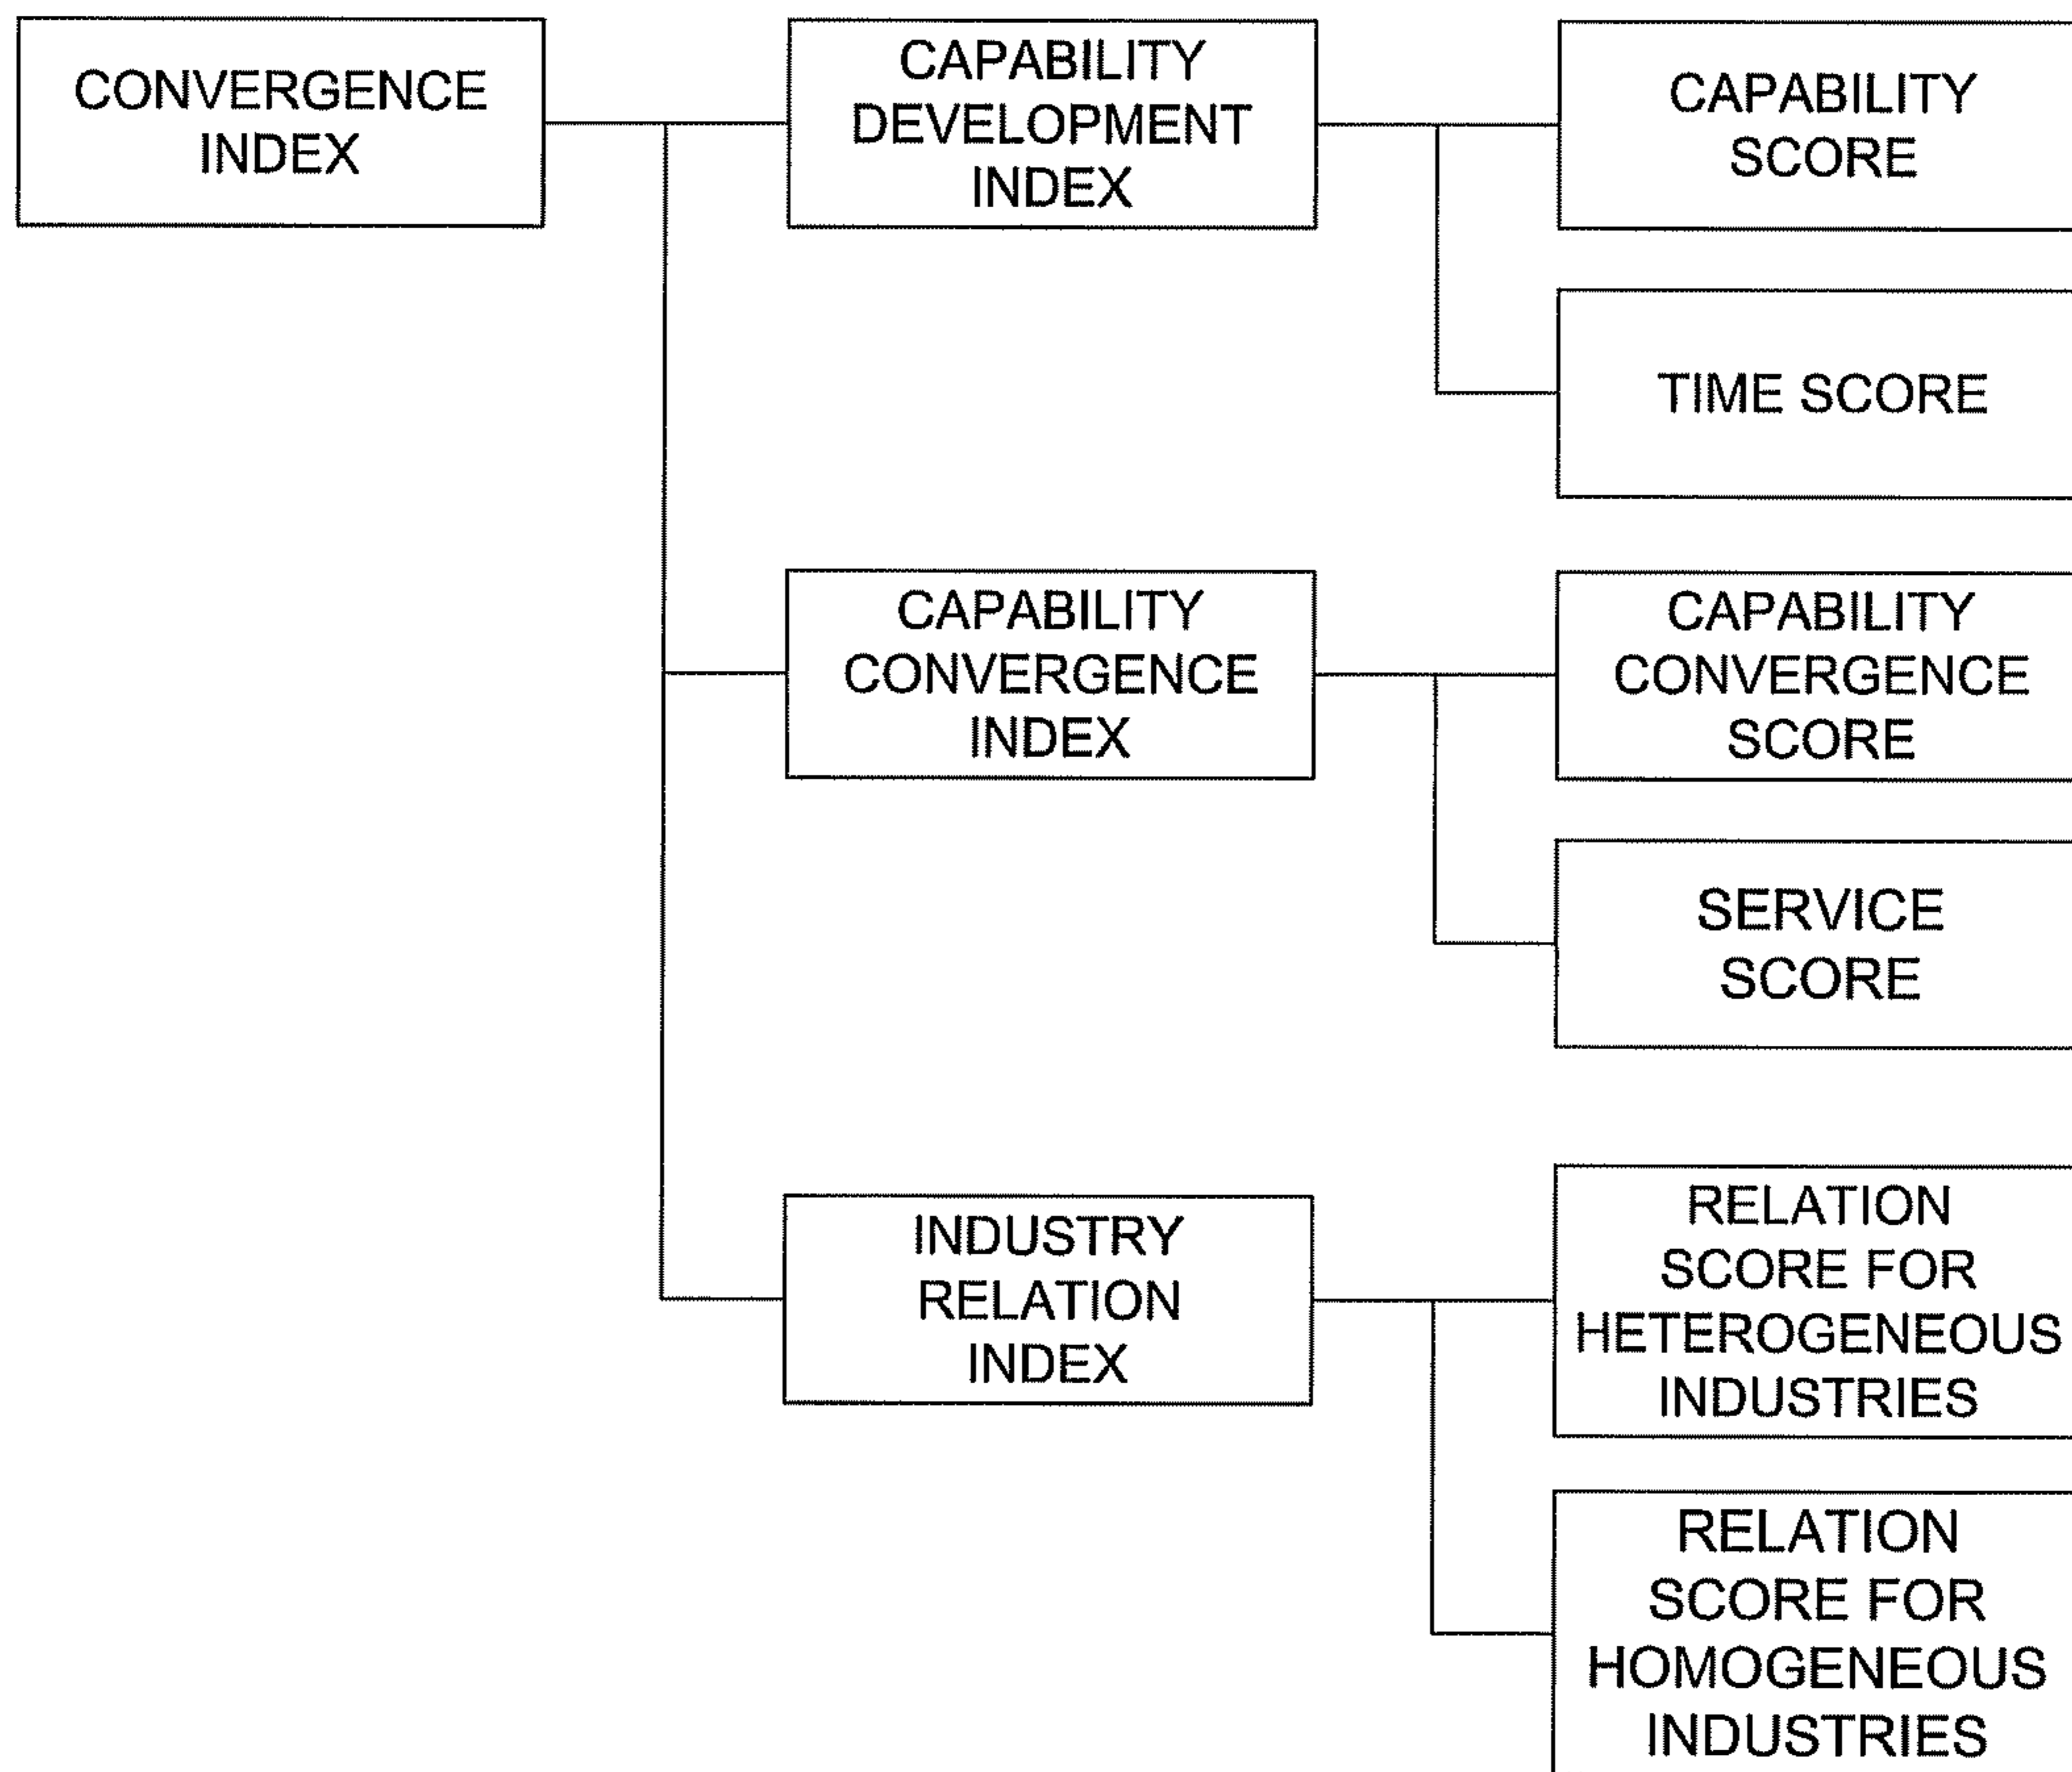 CONVERGENCE
INDEX
CAPABILITY
DEVELOPMENT
INDEX
CAPABILITY
SCORE
TIME SCORE
CAPABILITY
CONVERGENCE
INDEX
CAPABILITY
CONVERGENCE
SCORE
SERVICE
SCORE
INDUSTRY
RELATION
INDEX
RELATION
SCORE FOR
HETEROGENEOUS
INDUSTRIES
RELATION
SCORE FOR
HOMOGENEOUS
INDUSTRIES